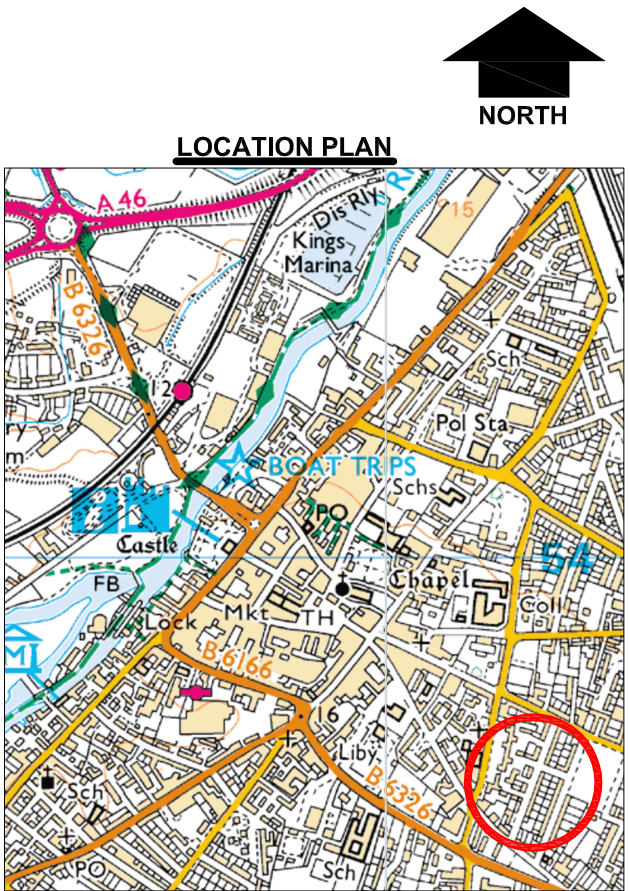 NORTH
LOCATION PLAN
A 46
Dis Rly
15
Kings
Marina
B 6326
Sch
12
Pol Sta
BOAT TRIPS
Schs
PO
Castle
54
FB
Chapel
Coll
Lock
Mkt
TH
B 6166
M
16
Liby
B 6326
Sch
Sch
PO